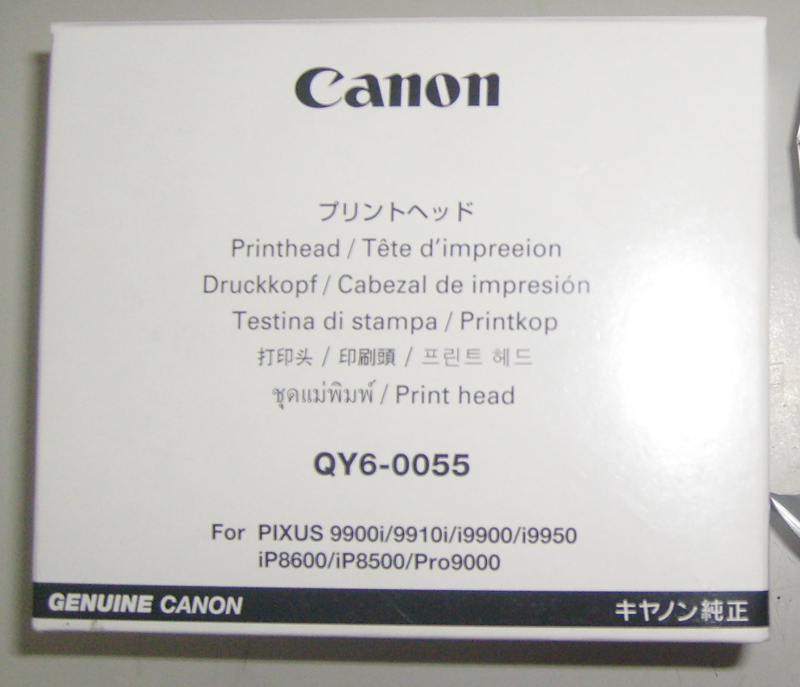 Canon
プリントヘッド
Printhead / Tête d'impreeion
Druckkopf / Cabezal de impresión
Testina di stampa / Printkop
打印头 / 印刷頭 / 프린트 헤드
ชุดแม่พิมพ์ / Print head
QY6-0055
For PIXUS 9900i/9910i/i9900/i9950
iP8600/iP8500/Pro9000
GENUINE CANON キヤノン純正